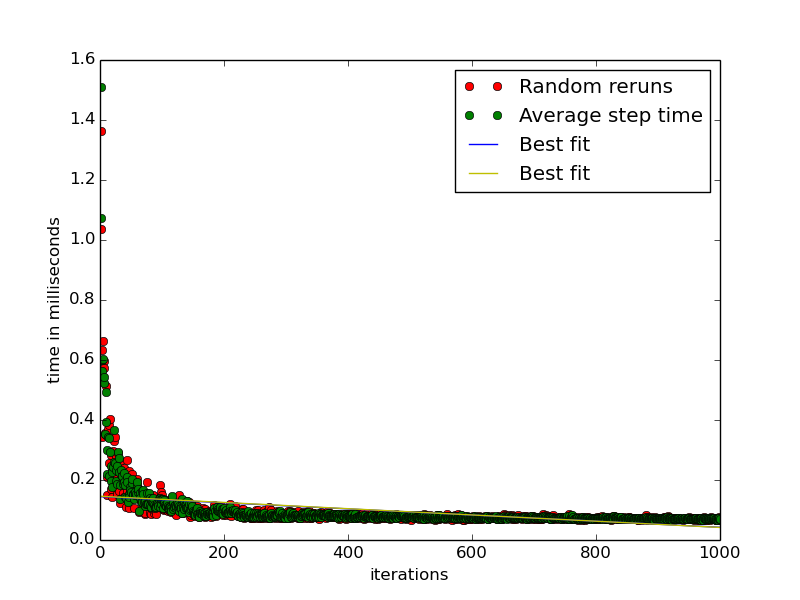 1.6
1.4
1.2
1.0
0.8
0.6
0.4
0.2
0.0
0
200
400
600
800
1000
time in milliseconds
iterations
Random reruns
Average step time
Best fit
Best fit